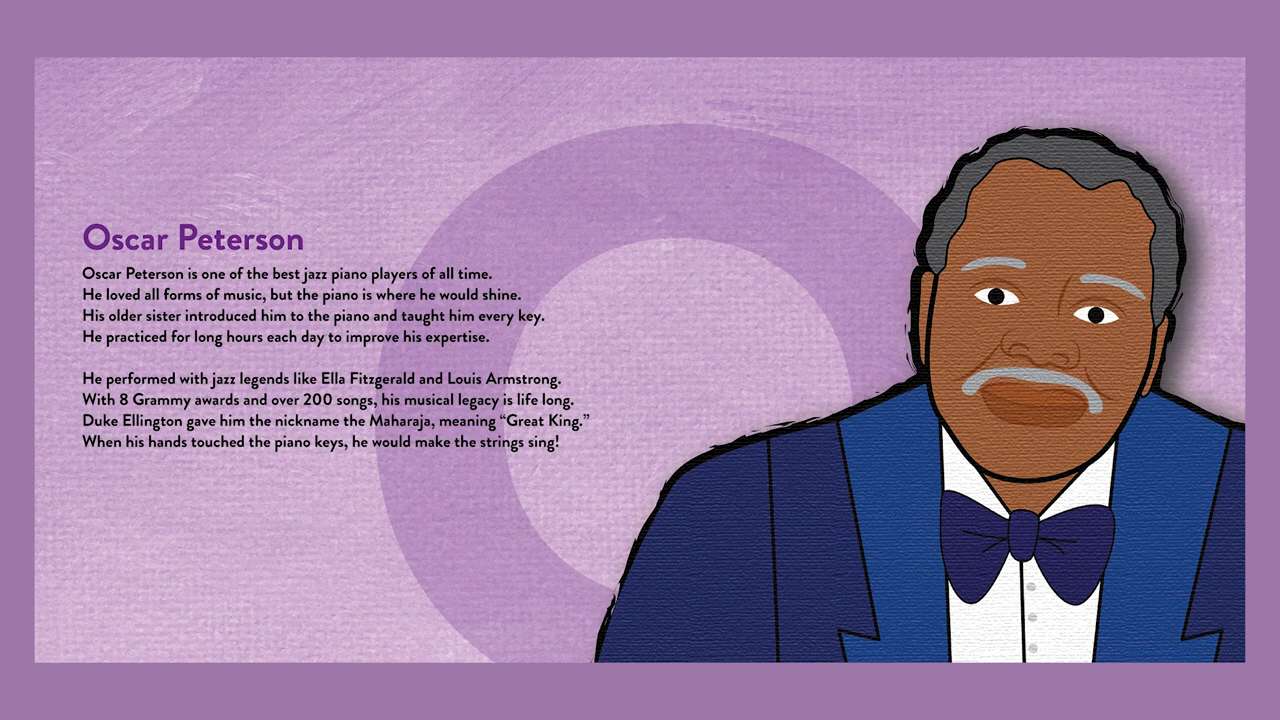 Oscar Peterson
Oscar Peterson is one of the best jazz piano players of all time.
He loved all forms of music, but the piano is where he would shine.
His older sister introduced him to the piano and taught him every key.
He practiced for long hours each day to improve his expertise.
He performed with jazz legends like Ella Fitzgerald and Louis Armstrong.
With 8 Grammy awards and over 200 songs, his musical legacy is life long.
Duke Ellington gave him the nickname the Maharaja, meaning “Great King.”
When his hands touched the piano keys, he would make the strings sing!